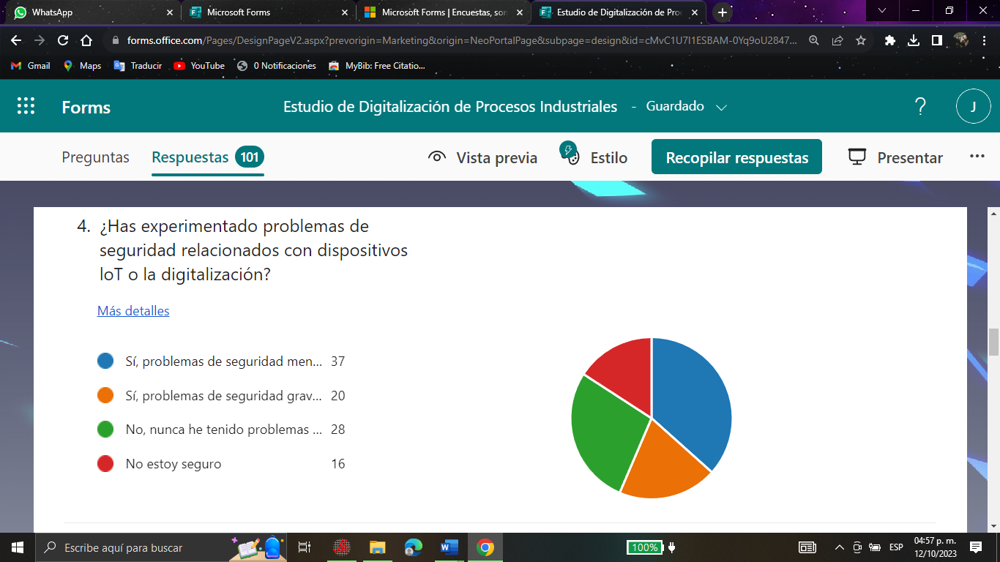 WhatsApp
Microsoft Forms
Microsoft Forms | Encuestas, son
Estudio de Digitalización de Proc
forms.office.com/Pages/DesignPageV2.aspx?prevorigin=Marketing&origin=NeoPortalPage&subpage=design&id=cMvC1U7l1ESBAM-0Yq9oU2847...
Gmail
Maps
Traducir
YouTube
0 Notificaciones
MyBib: Free Citatio...
Forms
Estudio de Digitalización de Procesos Industriales - Guardado
?
J
Preguntas
Respuestas 101
Vista previa
Estilo
Recopilar respuestas
Presentar
...
4. ¿Has experimentado problemas de
seguridad relacionados con dispositivos
IoT o la digitalización?
Más detalles
Sí, problemas de seguridad men... 37
Sí, problemas de seguridad grav... 20
No, nunca he tenido problemas ... 28
No estoy seguro 16
Escribe aquí para buscar
100%
ESP
04:57 p. m.
12/10/2023